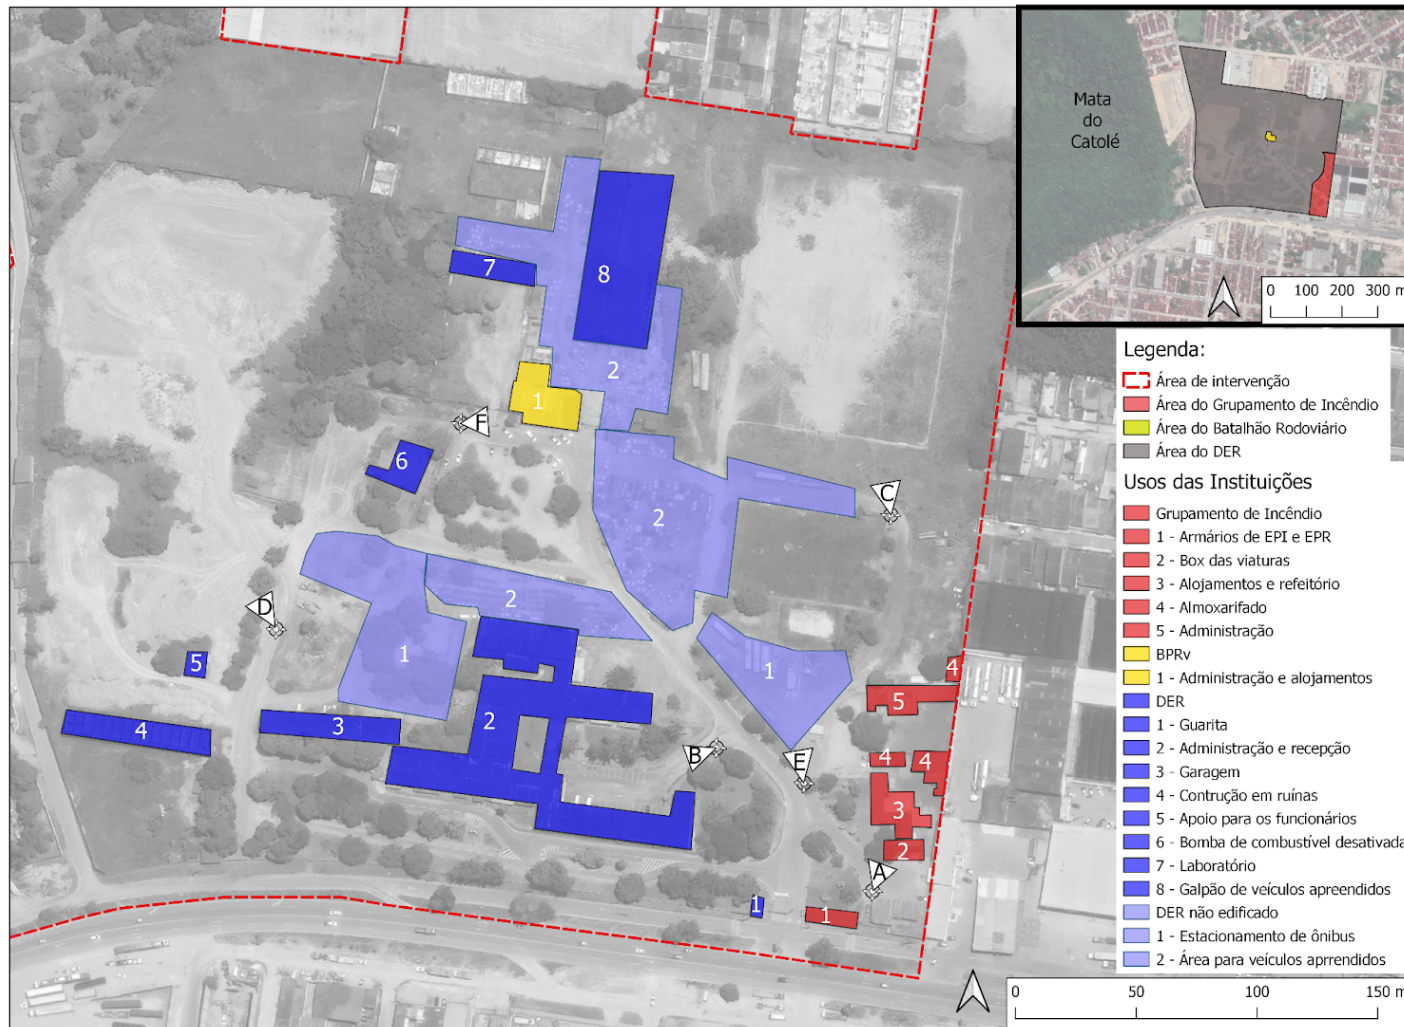 Mata
do
Catolé
0 100 200 300 m
Legenda:
Área de intervenção
Área do Grupamento de Incêndio
Área do Batalhão Rodoviário
Área do DER
Usos das Instituições
Grupamento de Incêndio
1 - Armários de EPI e EPR
2 - Box das viaturas
3 - Alojamentos e refeitório
4 - Almoxarifado
5 - Administração
BPRv
1 - Administração e alojamentos
DER
1 - Guarita
2 - Administração e recepção
3 - Garagem
4 - Contrução em ruínas
5 - Apoio para os funcionários
6 - Bomba de combustível desativada
7 - Laboratório
8 - Galpão de veículos apreendidos
DER não edificado
1 - Estacionamento de ônibus
2 - Área para veículos aprrendidos
0 50 100 150 m
7
8
2
1
F
6
2
C
D
2
1
5
1
4
5
4
3
2
B
E
4
4
3
2
A
1
1